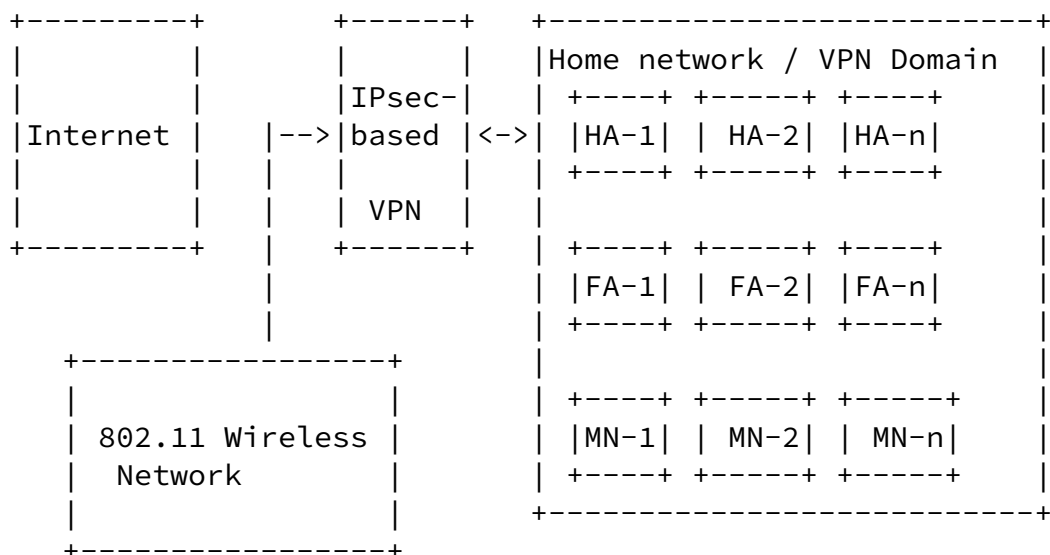 +---------+      +------+   +---------------------------+
|         |      |      |   |Home network / VPN Domain  |
|         |      |IPsec-|   | +----+ +-----+ +----+     |
|Internet |   |-->|based |<->| |HA-1| | HA-2| |HA-n|     |
|         |   |  |      |   | +----+ +-----+ +----+     |
|         |   |  | VPN  |   |                           |
+---------+   |  +------+   | +----+ +-----+ +----+     |
              |             | |FA-1| | FA-2| |FA-n|     |
              |             | +----+ +-----+ +----+     |
   +-----------------+      |                           |
   |                 |      | +----+ +-----+ +-----+    |
   | 802.11 Wireless |      | |MN-1| | MN-2| | MN-n|    |
   |  Network        |      | +----+ +-----+ +-----+    |
   |                 |      +---------------------------+
   +-----------------+